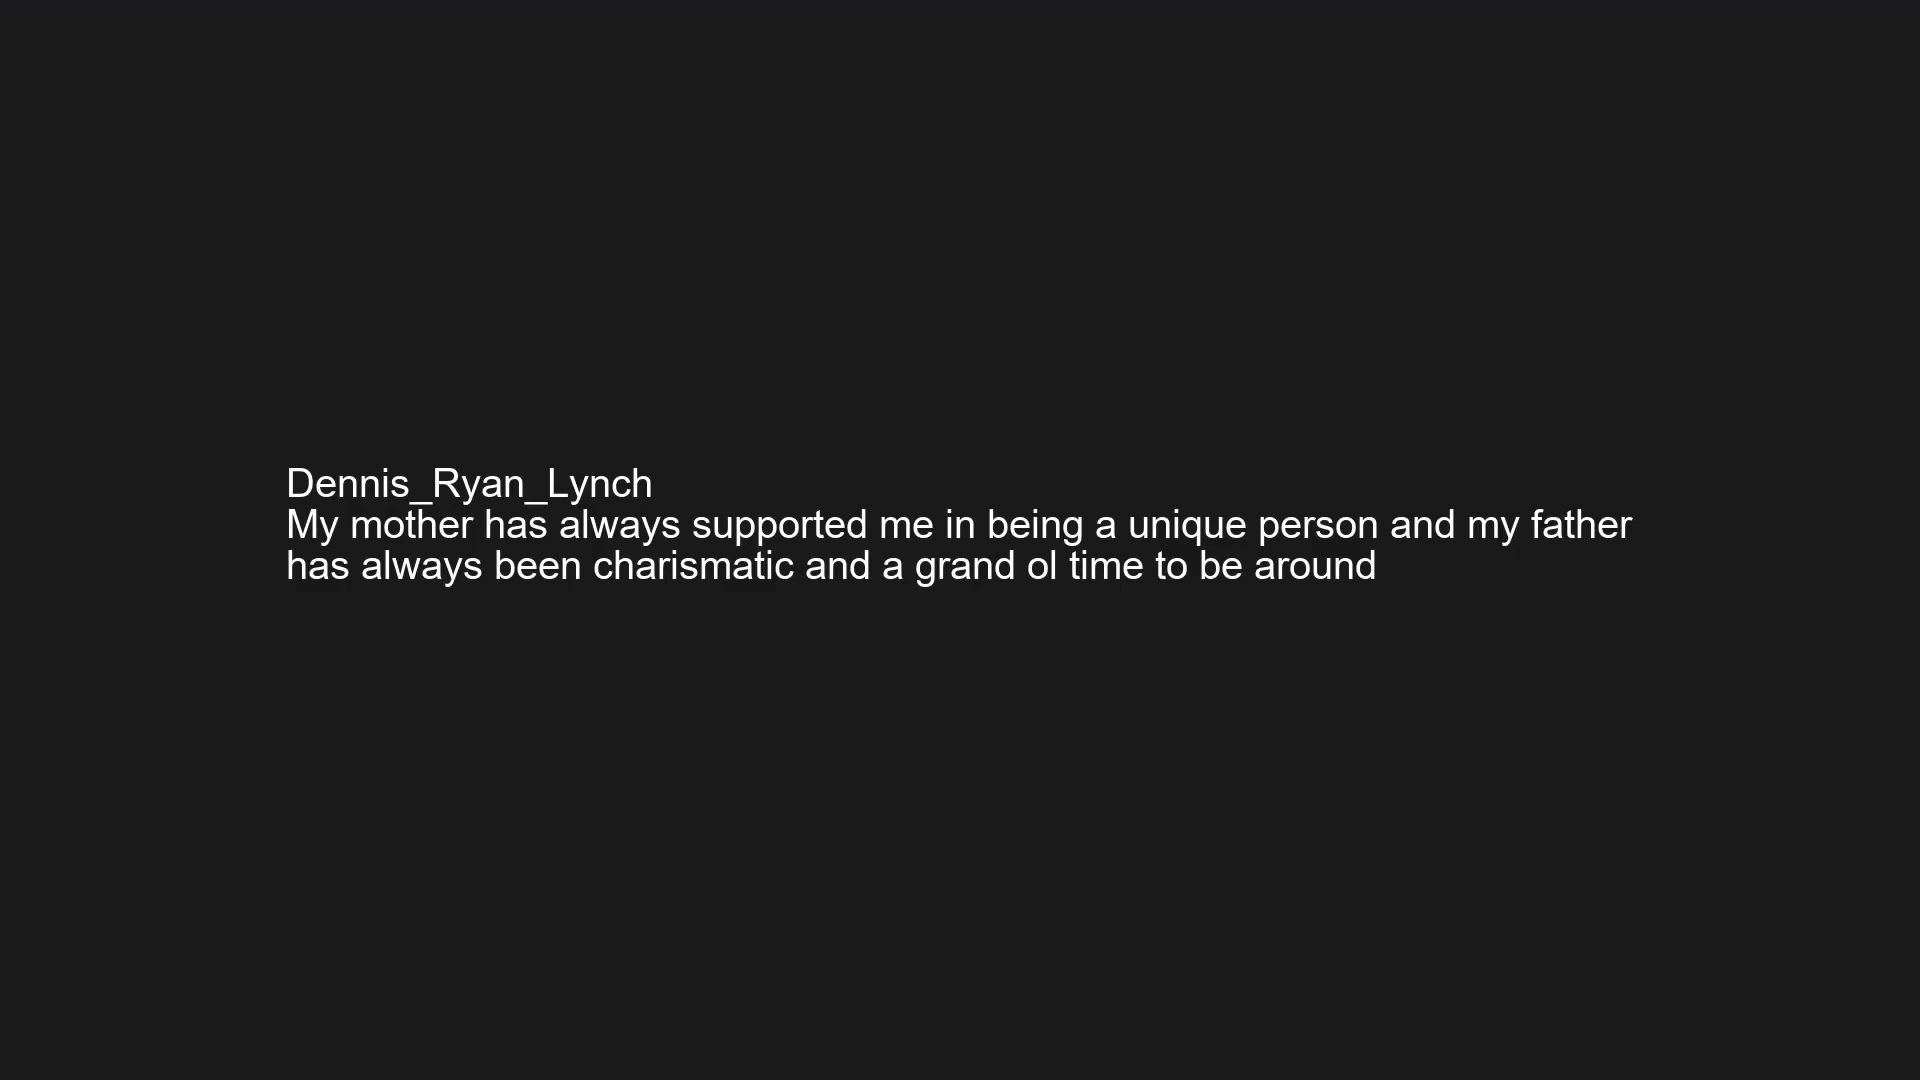 Dennis_Ryan_Lynch
My mother has always supported me in being a unique person and my father
has always been charismatic and a grand ol time to be around